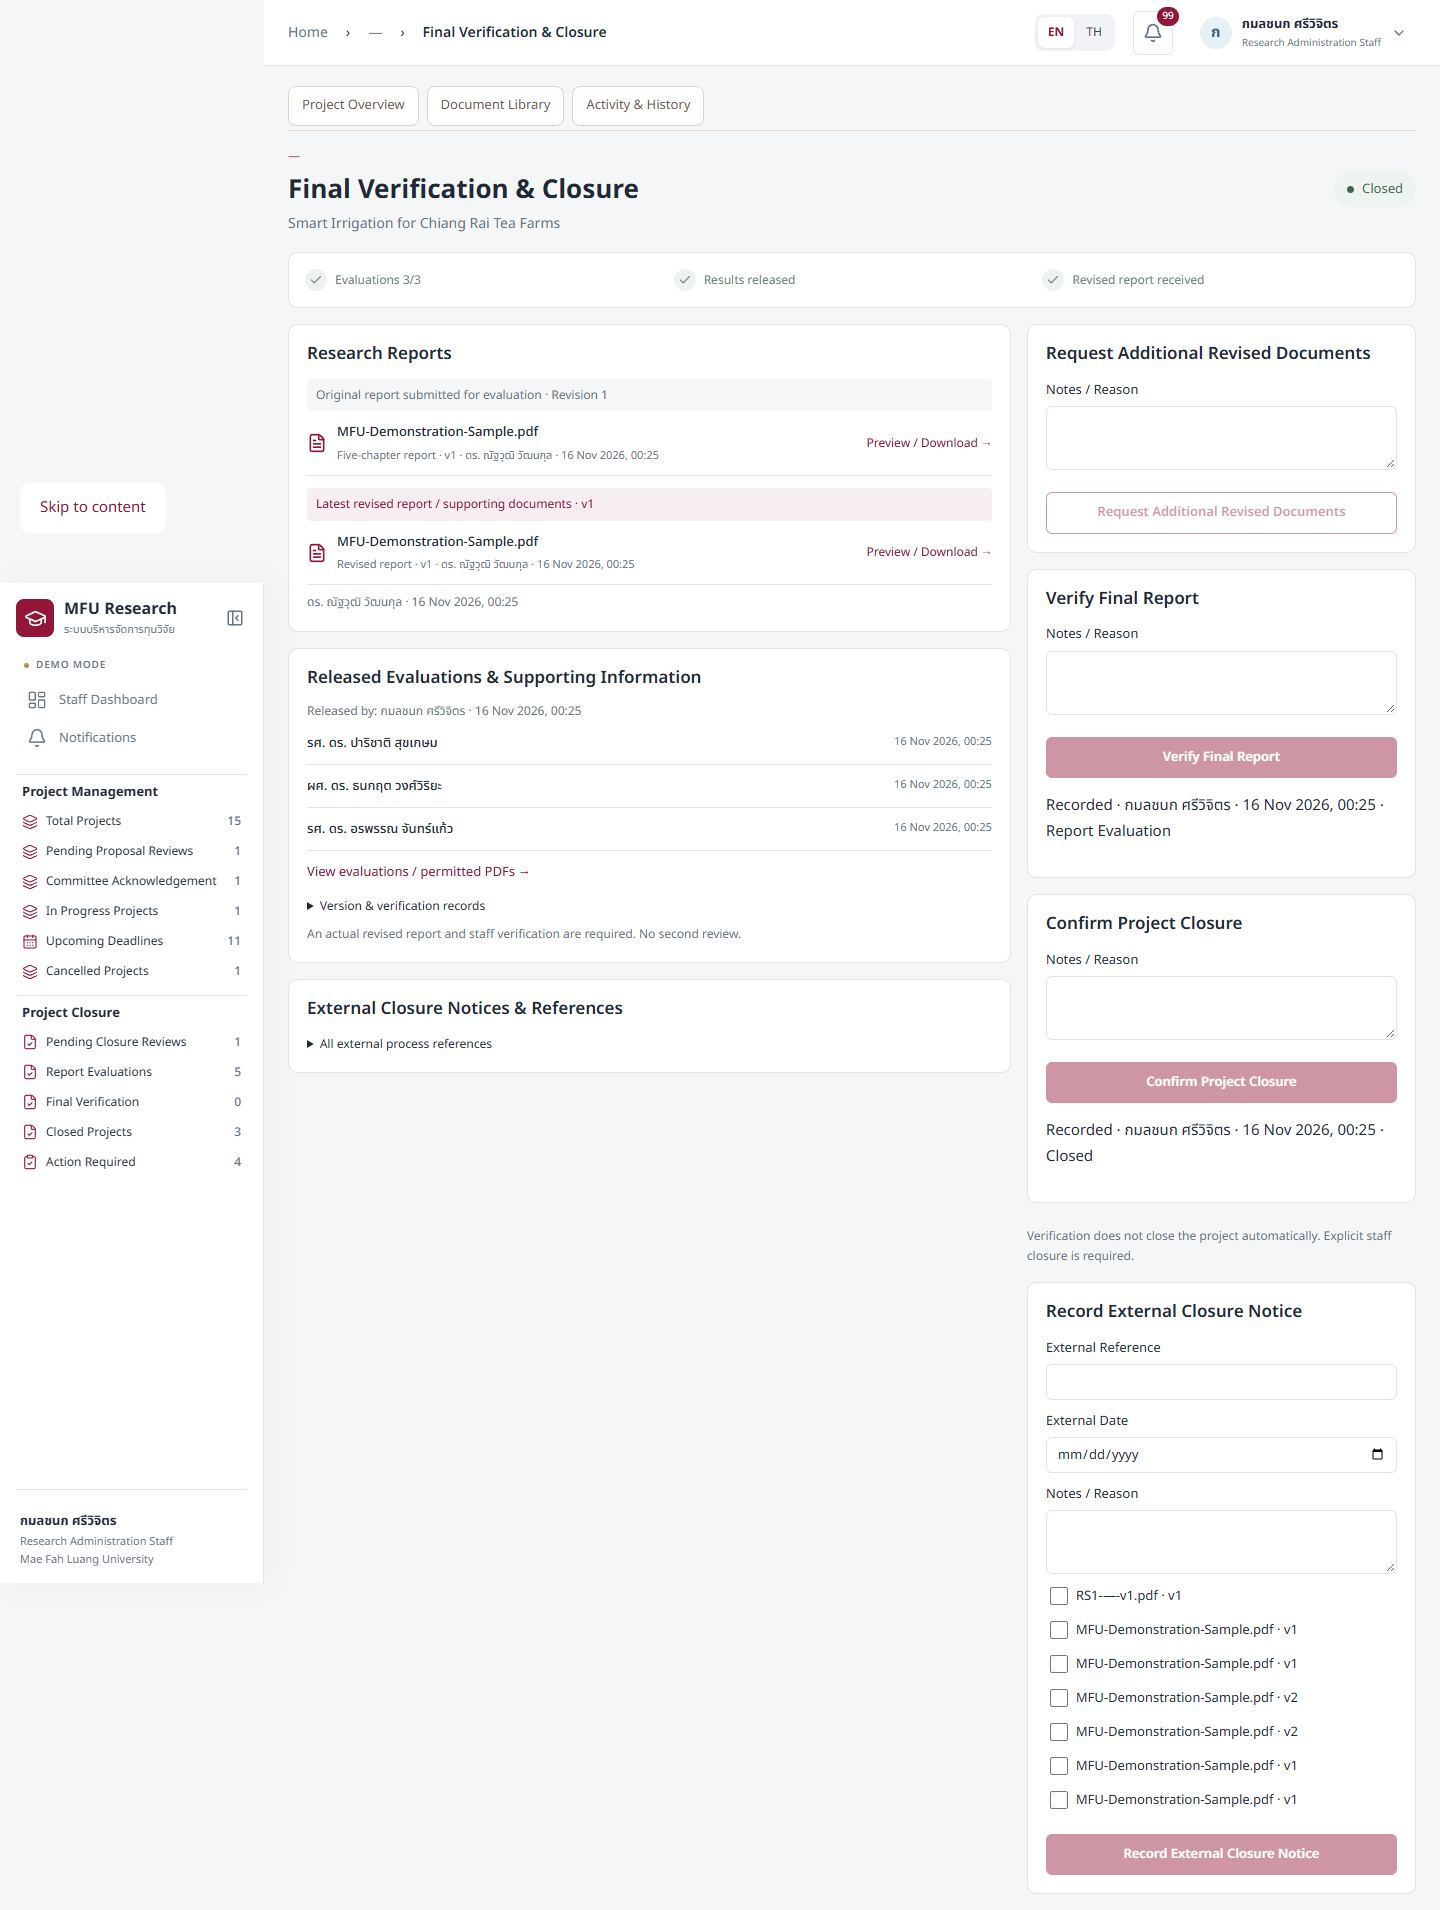 Home › — › Final Verification & Closure
EN TH
99
ก
กมลชนก ศรีวิจิตร
Research Administration Staff
Project Overview
Document Library
Activity & History
—
Final Verification & Closure
Closed
Smart Irrigation for Chiang Rai Tea Farms
Evaluations 3/3
Results released
Revised report received
Research Reports
Original report submitted for evaluation · Revision 1
MFU-Demonstration-Sample.pdf
Five-chapter report · v1 · ดร. ณัฐวุฒิ วัฒนกุล · 16 Nov 2026, 00:25
Preview / Download →
Latest revised report / supporting documents · v1
MFU-Demonstration-Sample.pdf
Revised report · v1 · ดร. ณัฐวุฒิ วัฒนกุล · 16 Nov 2026, 00:25
Preview / Download →
ดร. ณัฐวุฒิ วัฒนกุล · 16 Nov 2026, 00:25
Released Evaluations & Supporting Information
Released by: กมลชนก ศรีวิจิตร · 16 Nov 2026, 00:25
รศ. ดร. ปาริชาติ สุขเกษม 16 Nov 2026, 00:25
ผศ. ดร. ธนกฤต วงศ์วิริยะ 16 Nov 2026, 00:25
รศ. ดร. อรพรรณ จันทร์แก้ว 16 Nov 2026, 00:25
View evaluations / permitted PDFs →
Version & verification records
An actual revised report and staff verification are required. No second review.
External Closure Notices & References
All external process references
Request Additional Revised Documents
Notes / Reason
Request Additional Revised Documents
Verify Final Report
Notes / Reason
Verify Final Report
Recorded · กมลชนก ศรีวิจิตร · 16 Nov 2026, 00:25 ·
Report Evaluation
Confirm Project Closure
Notes / Reason
Confirm Project Closure
Recorded · กมลชนก ศรีวิจิตร · 16 Nov 2026, 00:25 ·
Closed
Verification does not close the project automatically. Explicit staff
closure is required.
Record External Closure Notice
External Reference
External Date
mm/dd/yyyy
Notes / Reason
RS1-—-v1.pdf · v1
MFU-Demonstration-Sample.pdf · v1
MFU-Demonstration-Sample.pdf · v1
MFU-Demonstration-Sample.pdf · v2
MFU-Demonstration-Sample.pdf · v2
MFU-Demonstration-Sample.pdf · v1
MFU-Demonstration-Sample.pdf · v1
Record External Closure Notice
Skip to content
MFU Research
ระบบบริหารจัดการทุนวิจัย
DEMO MODE
Staff Dashboard
Notifications
Project Management
Total Projects 15
Pending Proposal Reviews 1
Committee Acknowledgement 1
In Progress Projects 1
Upcoming Deadlines 11
Cancelled Projects 1
Project Closure
Pending Closure Reviews 1
Report Evaluations 5
Final Verification 0
Closed Projects 3
Action Required 4
กมลชนก ศรีวิจิตร
Research Administration Staff
Mae Fah Luang University